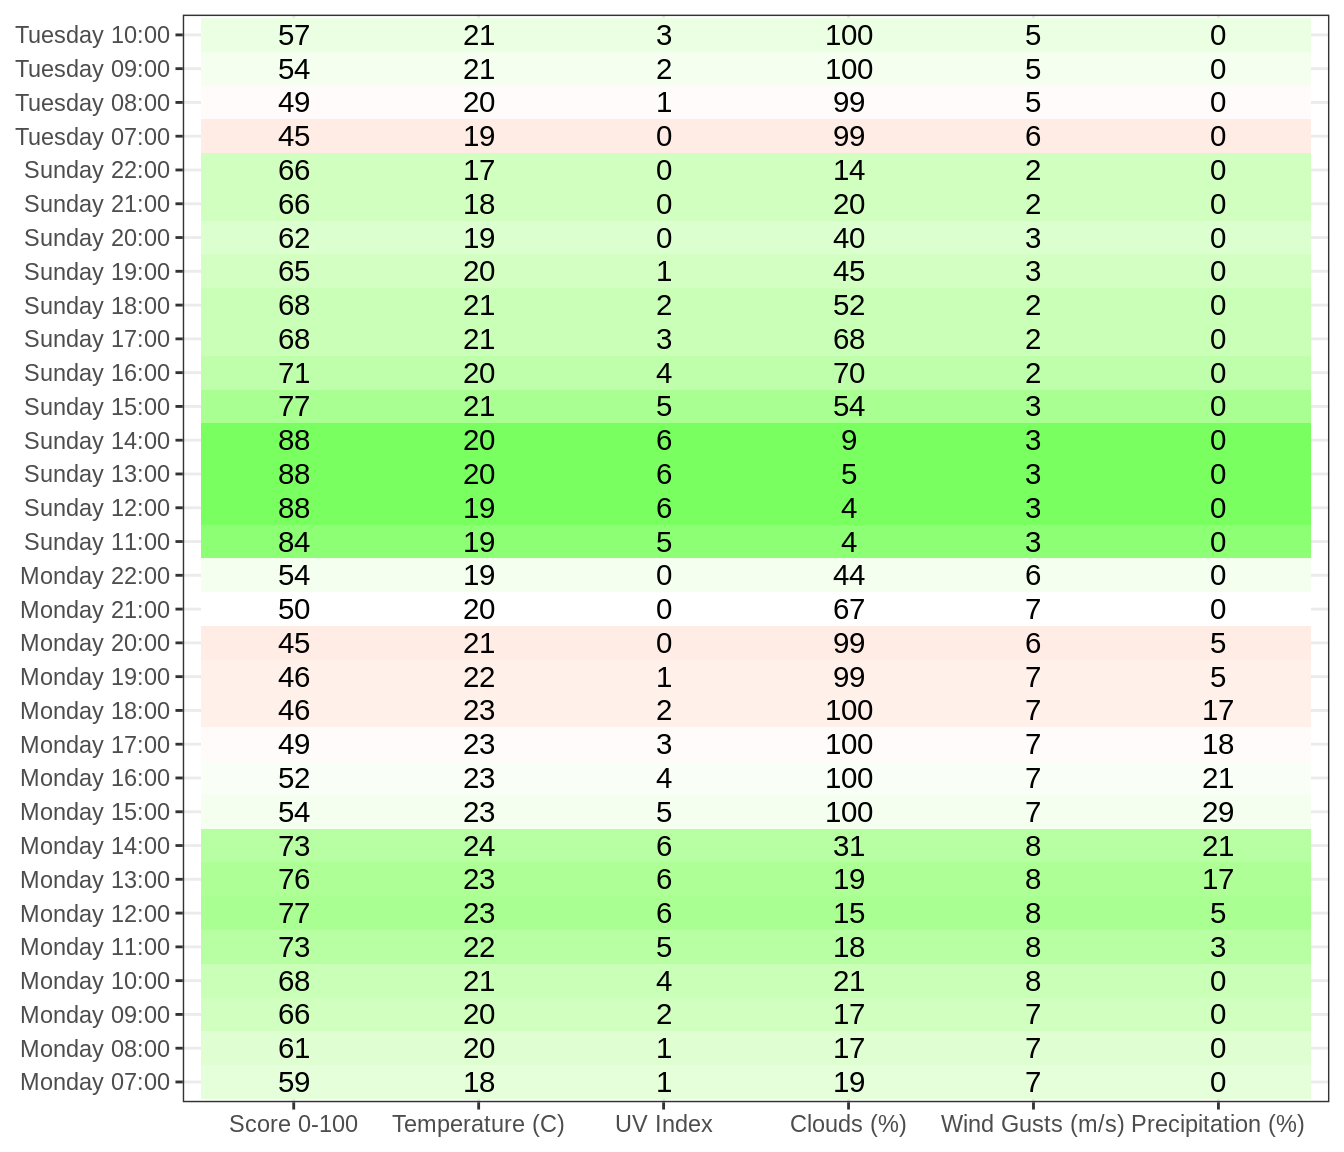 Tuesday 10:00 57 21 3 100 5 0
Tuesday 09:00 54 21 2 100 5 0
Tuesday 08:00 49 20 1 99 5 0
Tuesday 07:00 45 19 0 99 6 0
Sunday 22:00 66 17 0 14 2 0
Sunday 21:00 66 18 0 20 2 0
Sunday 20:00 62 19 0 40 3 0
Sunday 19:00 65 20 1 45 3 0
Sunday 18:00 68 21 2 52 2 0
Sunday 17:00 68 21 3 68 2 0
Sunday 16:00 71 20 4 70 2 0
Sunday 15:00 77 21 5 54 3 0
Sunday 14:00 88 20 6 9 3 0
Sunday 13:00 88 20 6 5 3 0
Sunday 12:00 88 19 6 4 3 0
Sunday 11:00 84 19 5 4 3 0
Monday 22:00 54 19 0 44 6 0
Monday 21:00 50 20 0 67 7 0
Monday 20:00 45 21 0 99 6 5
Monday 19:00 46 22 1 99 7 5
Monday 18:00 46 23 2 100 7 17
Monday 17:00 49 23 3 100 7 18
Monday 16:00 52 23 4 100 7 21
Monday 15:00 54 23 5 100 7 29
Monday 14:00 73 24 6 31 8 21
Monday 13:00 76 23 6 19 8 17
Monday 12:00 77 23 6 15 8 5
Monday 11:00 73 22 5 18 8 3
Monday 10:00 68 21 4 21 8 0
Monday 09:00 66 20 2 17 7 0
Monday 08:00 61 20 1 17 7 0
Monday 07:00 59 18 1 19 7 0
Score 0-100 Temperature (C) UV Index Clouds (%) Wind Gusts (m/s) Precipitation (%)